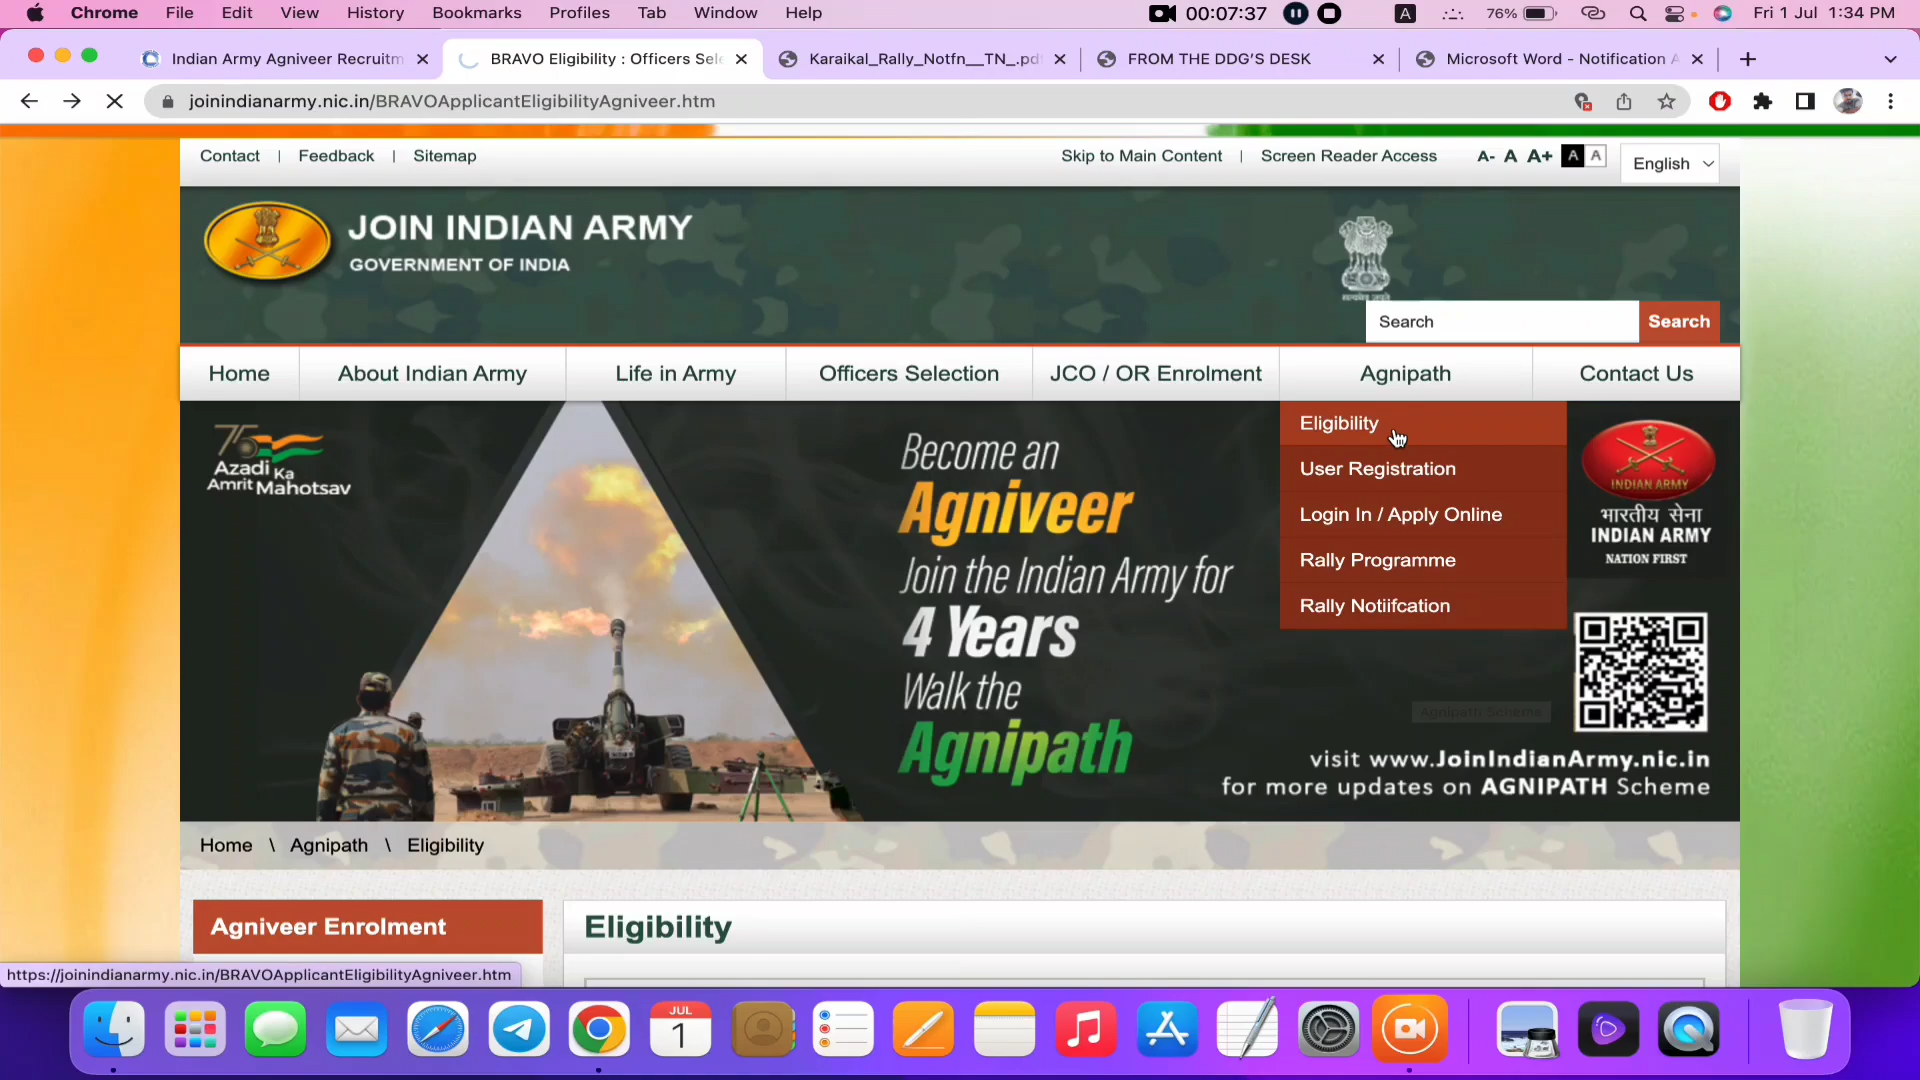 Chrome File Edit View History Bookmarks Profiles Tab Window Help 00:07:37 A 76% Fri 1 Jul 1:34 PM
Indian Army Agniveer Recruitm
BRAVO Eligibility : Officers Sele
Karaikal_Rally_Notfn__TN_.pdf
FROM THE DDG'S DESK
Microsoft Word - Notification A
joinindianarmy.nic.in/BRAVOApplicantEligibilityAgniveer.htm
Contact | Feedback | Sitemap
Skip to Main Content | Screen Reader Access A- A A+ A A English
JOIN INDIAN ARMY
GOVERNMENT OF INDIA
Search Search
Home About Indian Army Life in Army Officers Selection JCO / OR Enrolment Agnipath Contact Us
Eligibility
User Registration
Login In / Apply Online
Rally Programme
Rally Notiifcation
75
Azadi Ka
Amrit Mahotsav
Become an
Agniveer
Join the Indian Army for
4 Years
Walk the
Agnipath
INDIAN ARMY
भारतीय सेना
INDIAN ARMY
NATION FIRST
Agnipath Scheme
visit www.JoinIndianArmy.nic.in
for more updates on AGNIPATH Scheme
Home \ Agnipath \ Eligibility
Agniveer Enrolment
Eligibility
https://joinindianarmy.nic.in/BRAVOApplicantEligibilityAgniveer.htm
JUL
1